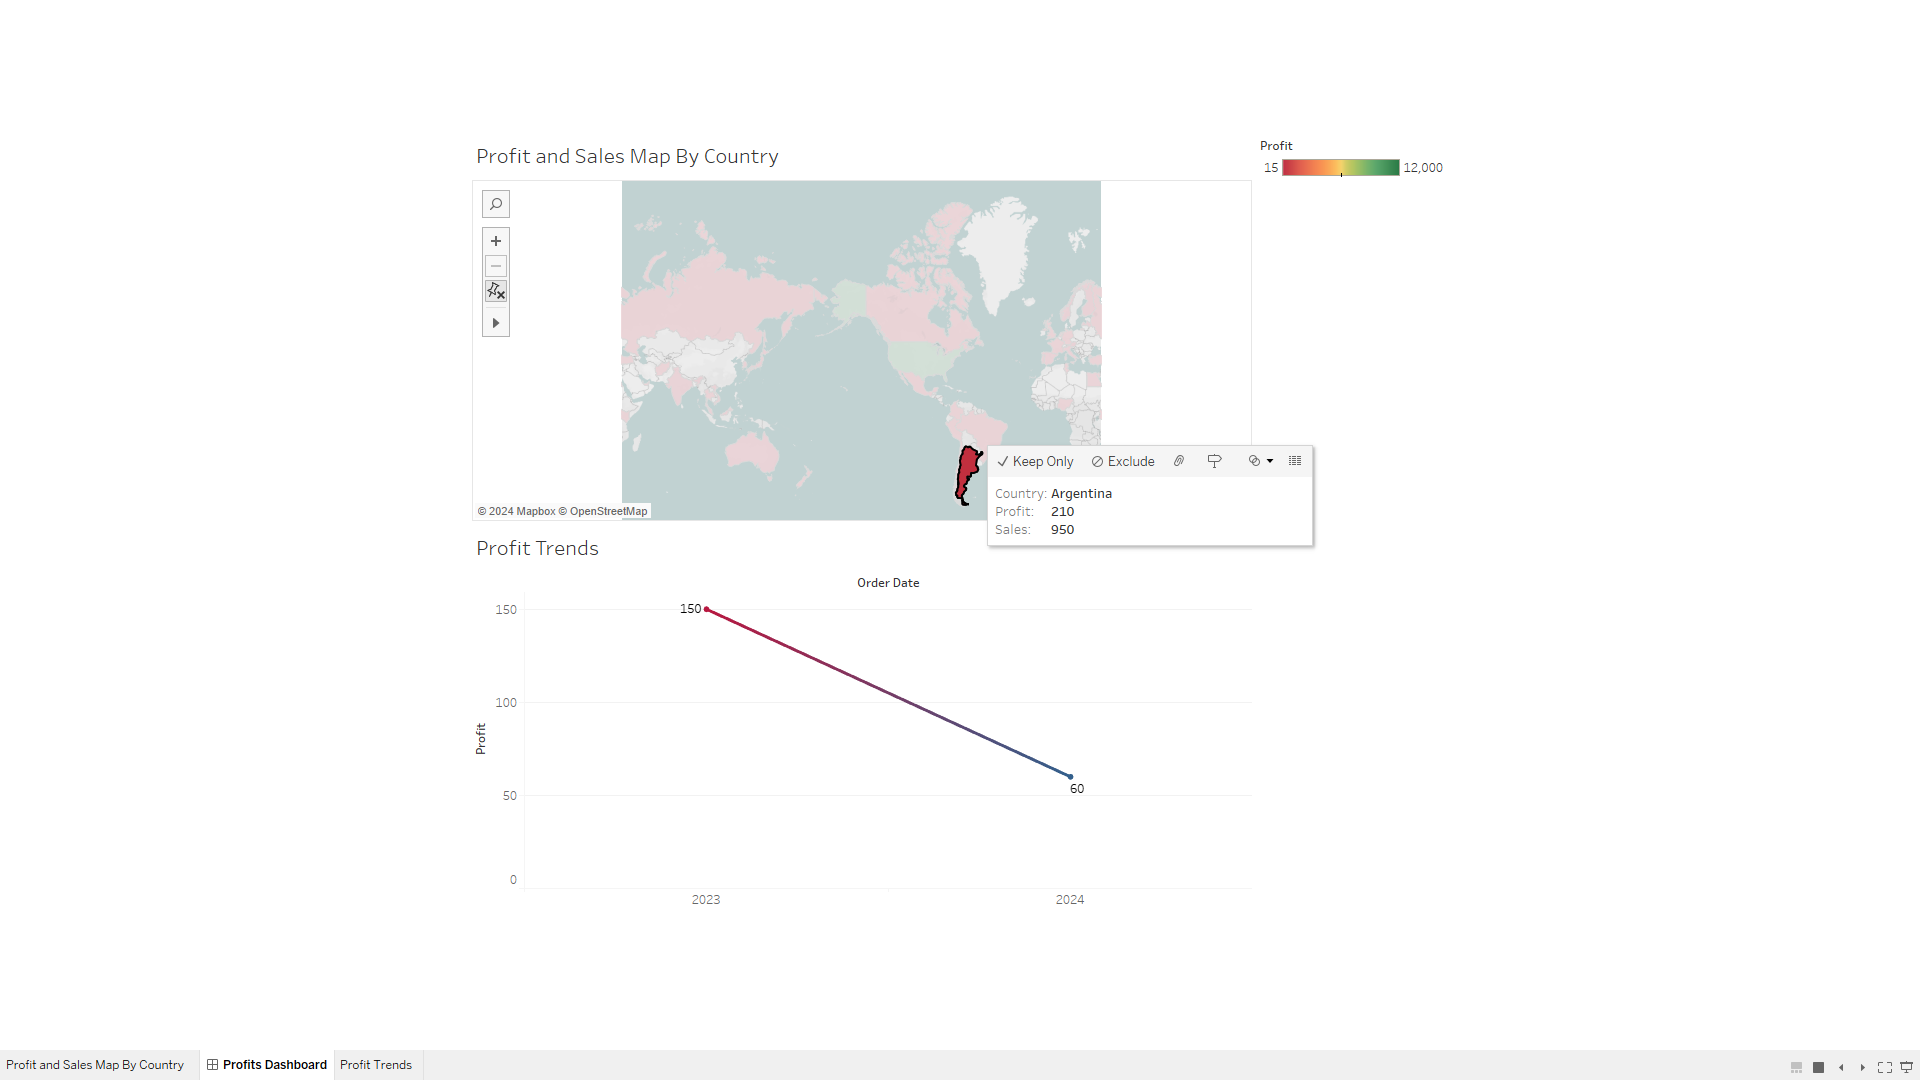 Profit and Sales Map By Country
Profit
15
12,000
Keep Only
Exclude
Country: Argentina
Profit: 210
Sales: 950
© 2024 Mapbox © OpenStreetMap
Profit Trends
Order Date
150
100
50
0
Profit
150
60
2023
2024
Profit and Sales Map By Country
Profits Dashboard
Profit Trends